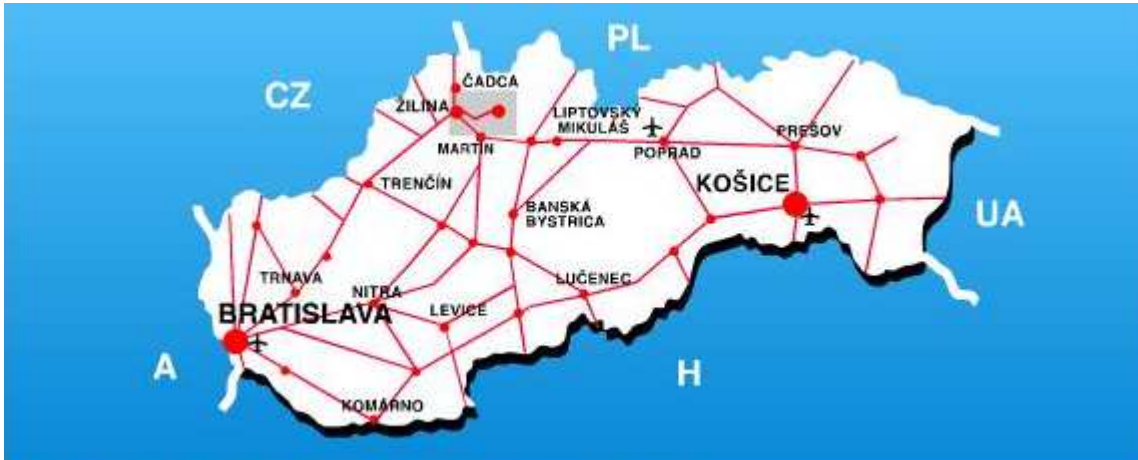 PL
CZ
ČADCA
ŽILINA
LIPTOVSKÝ
MIKULÁŠ
PREŠOV
MARTIN
POPRAD
TRENČÍN
KOŠICE
BANSKÁ
BYSTRICA
UA
TRNAVA
LUČENEC
NITRA
LEVICE
BRATISLAVA
A
H
KOMÁRNO